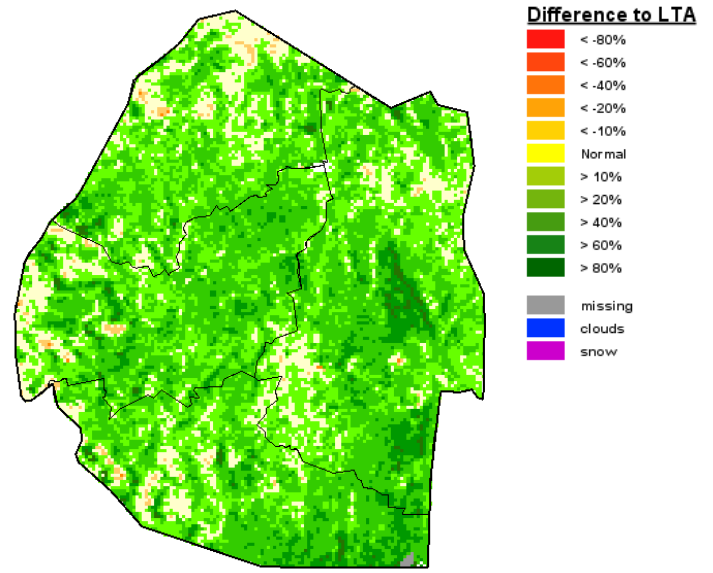 Difference to LTA
< -80%
< -60%
< -40%
< -20%
< -10%
Normal
> 10%
> 20%
> 40%
> 60%
> 80%
missing
clouds
snow